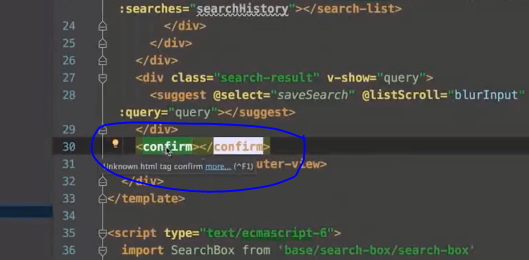 :searches="searchHistory"></search-list>
24 </div>
25 </div>
26 </div>
27 <div class="search-result" v-show="query">
28 <suggest @select="saveSearch" @listScroll="blurInput"
:query="query"></suggest>
29 </div>
30 <confirm></confirm>
Unknown html tag confirm more... (^F1)
31 uter-view>
32 </div>
33 </template>
34
35 <script type="text/ecmascript-6">
36 import SearchBox from 'base/search-box/search-box'